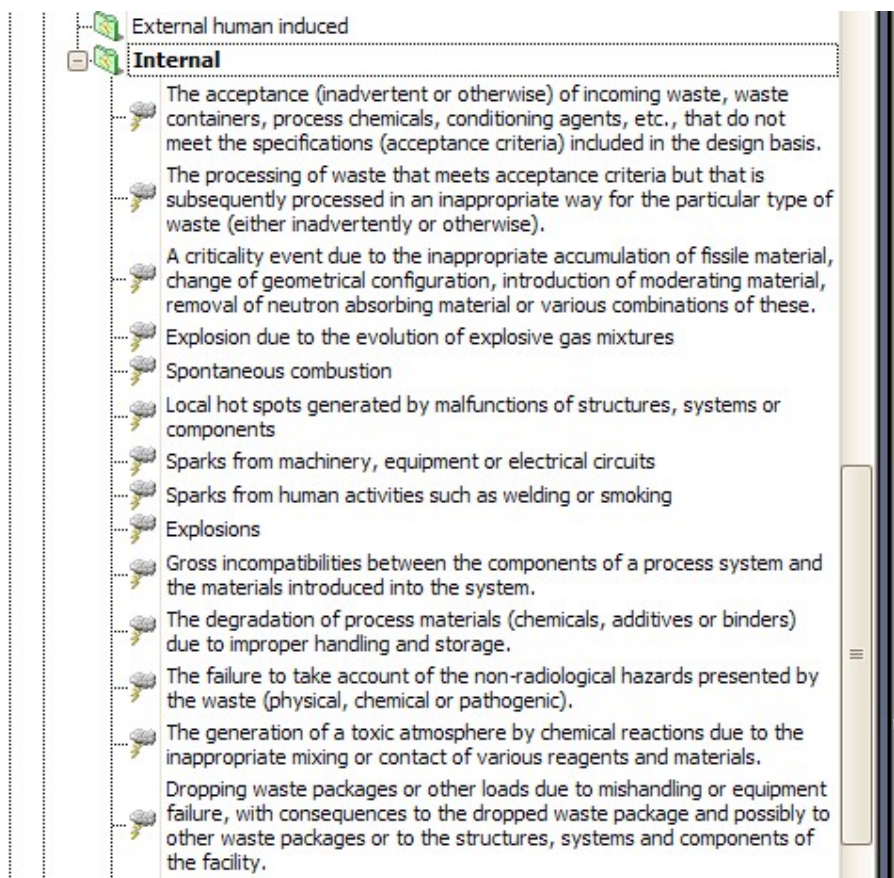 External human induced
Internal
The acceptance (inadvertent or otherwise) of incoming waste, waste
containers, process chemicals, conditioning agents, etc., that do not
meet the specifications (acceptance criteria) included in the design basis.
The processing of waste that meets acceptance criteria but that is
subsequently processed in an inappropriate way for the particular type of
waste (either inadvertently or otherwise).
A criticality event due to the inappropriate accumulation of fissile material,
change of geometrical configuration, introduction of moderating material,
removal of neutron absorbing material or various combinations of these.
Explosion due to the evolution of explosive gas mixtures
Spontaneous combustion
Local hot spots generated by malfunctions of structures, systems or
components
Sparks from machinery, equipment or electrical circuits
Sparks from human activities such as welding or smoking
Explosions
Gross incompatibilities between the components of a process system and
the materials introduced into the system.
The degradation of process materials (chemicals, additives or binders)
due to improper handling and storage.
The failure to take account of the non-radiological hazards presented by
the waste (physical, chemical or pathogenic).
The generation of a toxic atmosphere by chemical reactions due to the
inappropriate mixing or contact of various reagents and materials.
Dropping waste packages or other loads due to mishandling or equipment
failure, with consequences to the dropped waste package and possibly to
other waste packages or to the structures, systems and components of
the facility.